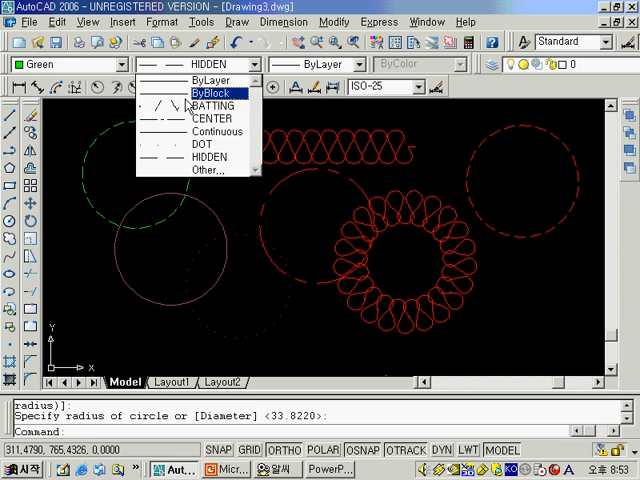 AutoCAD 2006 - UNREGISTERED VERSION - [Drawing3.dwg]
File Edit View Insert Format Tools Draw Dimension Modify Express Window Help
Standard
Green HIDDEN ByLayer ByColor
ByLayer
ByBlock
BATTING
CENTER
Continuous
DOT
HIDDEN
Other...
ISO-25
0
Y
X
Model Layout1 Layout2
radius)]:
Specify radius of circle or [Diameter] <33.8220>:
Command:
311,4790, 765,4326, 0,0000 SNAP GRID ORTHO POLAR OSNAP OTRACK DYN LWT MODEL
시작 Aut... Micr... 알씨 PowerP... KO A 오후 8:53